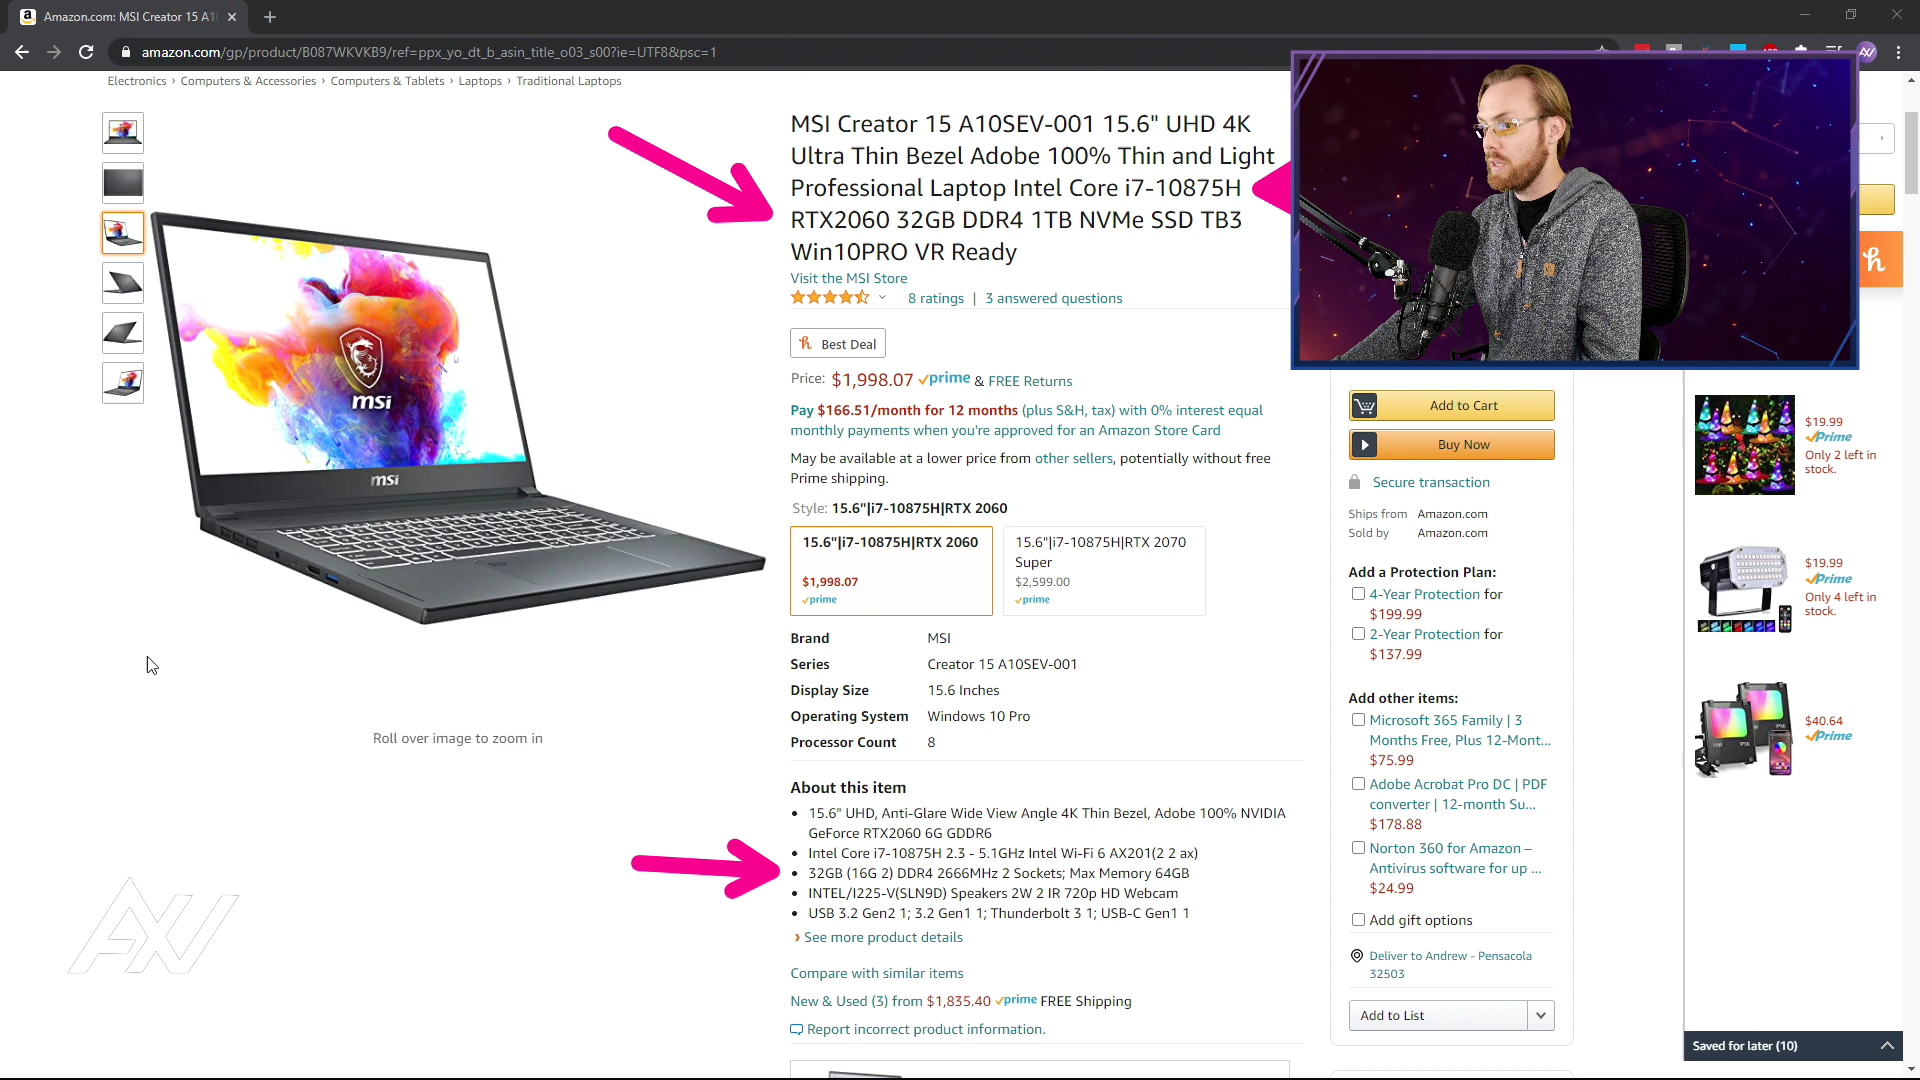 Amazon.com: MSI Creator 15 A10
amazon.com/gp/product/B087WKVKB9/ref=ppx_yo_dt_b_asin_title_o03_s00?ie=UTF8&psc=1
Electronics › Computers & Accessories › Computers & Tablets › Laptops › Traditional Laptops
MSI Creator 15 A10SEV-001 15.6" UHD 4K
Ultra Thin Bezel Adobe 100% Thin and Light
Professional Laptop Intel Core i7-10875H
RTX2060 32GB DDR4 1TB NVMe SSD TB3
Win10PRO VR Ready
Visit the MSI Store
8 ratings | 3 answered questions
Best Deal
Price: $1,998.07 prime & FREE Returns
Pay $166.51/month for 12 months (plus S&H, tax) with 0% interest equal
monthly payments when you're approved for an Amazon Store Card
May be available at a lower price from other sellers, potentially without free
Prime shipping.
Style: 15.6"|i7-10875H|RTX 2060
15.6"|i7-10875H|RTX 2060
$1,998.07
prime
15.6"|i7-10875H|RTX 2070
Super
$2,599.00
prime
Brand MSI
Series Creator 15 A10SEV-001
Display Size 15.6 Inches
Operating System Windows 10 Pro
Processor Count 8
About this item
• 15.6" UHD, Anti-Glare Wide View Angle 4K Thin Bezel, Adobe 100% NVIDIA
GeForce RTX2060 6G GDDR6
• Intel Core i7-10875H 2.3 - 5.1GHz Intel Wi-Fi 6 AX201(2 2 ax)
• 32GB (16G 2) DDR4 2666MHz 2 Sockets; Max Memory 64GB
• INTEL/I225-V(SLN9D) Speakers 2W 2 IR 720p HD Webcam
• USB 3.2 Gen2 1; 3.2 Gen1 1; Thunderbolt 3 1; USB-C Gen1 1
› See more product details
Compare with similar items
New & Used (3) from $1,835.40 prime FREE Shipping
Report incorrect product information.
msi
msi
Roll over image to zoom in
AV
Add to Cart
Buy Now
Secure transaction
Ships from Amazon.com
Sold by Amazon.com
Add a Protection Plan:
4-Year Protection for
$199.99
2-Year Protection for
$137.99
Add other items:
Microsoft 365 Family | 3
Months Free, Plus 12-Mont...
$75.99
Adobe Acrobat Pro DC | PDF
converter | 12-month Su...
$178.88
Norton 360 for Amazon –
Antivirus software for up ...
$24.99
Add gift options
Deliver to Andrew - Pensacola
32503
Add to List
$19.99
Prime
Only 2 left in
stock.
$19.99
Prime
Only 4 left in
stock.
$40.64
Prime
Saved for later (10)